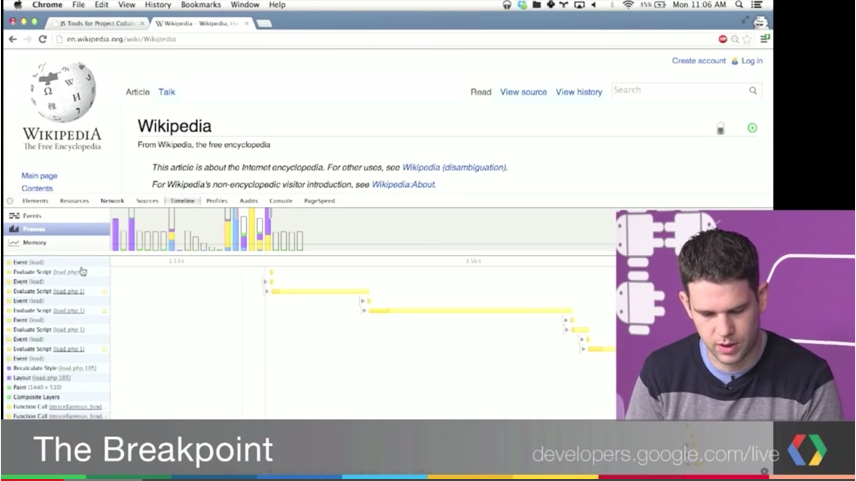 Chrome File Edit View History Bookmarks Window Help
15% Mon 11:06 AM
JS Tools for Project Collab
Wikipedia - Wikipedia, the
en.wikipedia.org/wiki/Wikipedia
Create account Log in
Article Talk
Read View source View history
Search
WIKIPEDIA
The Free Encyclopedia
Wikipedia
From Wikipedia, the free encyclopedia
This article is about the Internet encyclopedia. For other uses, see Wikipedia (disambiguation).
For Wikipedia's non-encyclopedic visitor introduction, see Wikipedia:About.
Main page
Contents
Elements Resources Network Sources Timeline Profiles Audits Console PageSpeed
Events
Frames
Memory
Event (load)
Evaluate Script (load.php
Event (load)
Evaluate Script (load.php:1)
Event (load)
Evaluate Script (load.php:1)
Event (load)
Evaluate Script (load.php:1)
Event (load)
Evaluate Script (load.php:1)
Event (load)
Recalculate Style (load.php:105)
Layout (load.php:105)
Paint (1440 × 510)
Composite Layers
Function Call (miscellaneous_bind...
Function Call (miscellaneous_bind...
The Breakpoint
developers.google.com/live